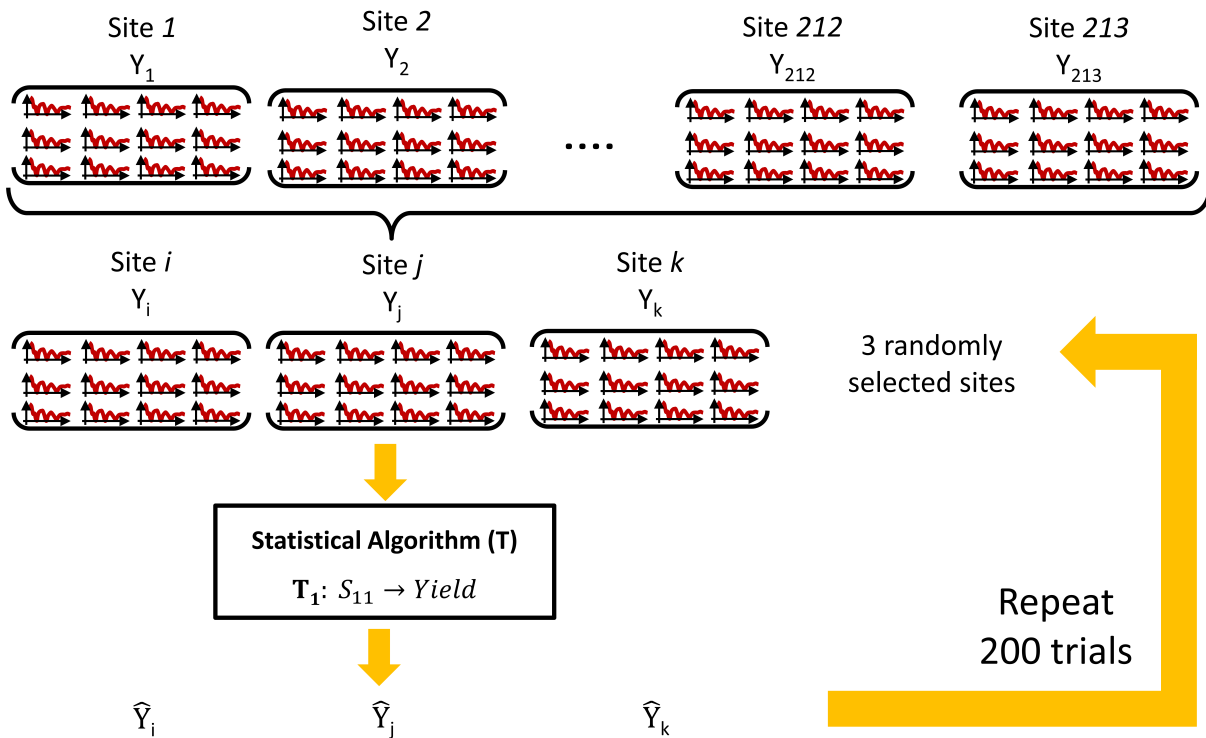 Site 1
Y₁
Site 2
Y₂
....
Site 212
Y₂₁₂
Site 213
Y₂₁₃
Site i
Yᵢ
Site j
Yⱼ
Site k
Yₖ
3 randomly
selected sites
Statistical Algorithm (T)
T₁: S₁₁ → Yield
Repeat
200 trials
Ŷᵢ
Ŷⱼ
Ŷₖ